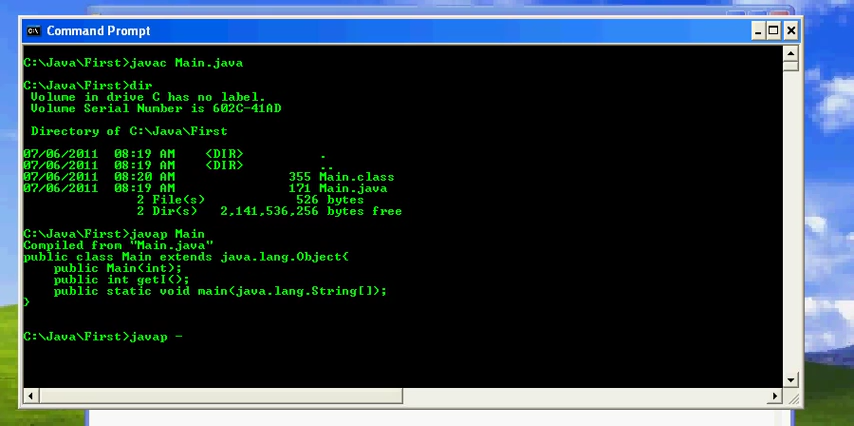 Command Prompt
C:\Java\First>javac Main.java
C:\Java\First>dir
Volume in drive C has no label.
Volume Serial Number is 602C-41AD
Directory of C:\Java\First
07/06/2011 08:19 AM <DIR> .
07/06/2011 08:19 AM <DIR> ..
07/06/2011 08:20 AM 355 Main.class
07/06/2011 08:19 AM 171 Main.java
2 File(s) 526 bytes
2 Dir(s) 2,141,536,256 bytes free
C:\Java\First>javap Main
Compiled from "Main.java"
public class Main extends java.lang.Object{
public Main(int);
public int getI();
public static void main(java.lang.String[]);
}
C:\Java\First>javap -